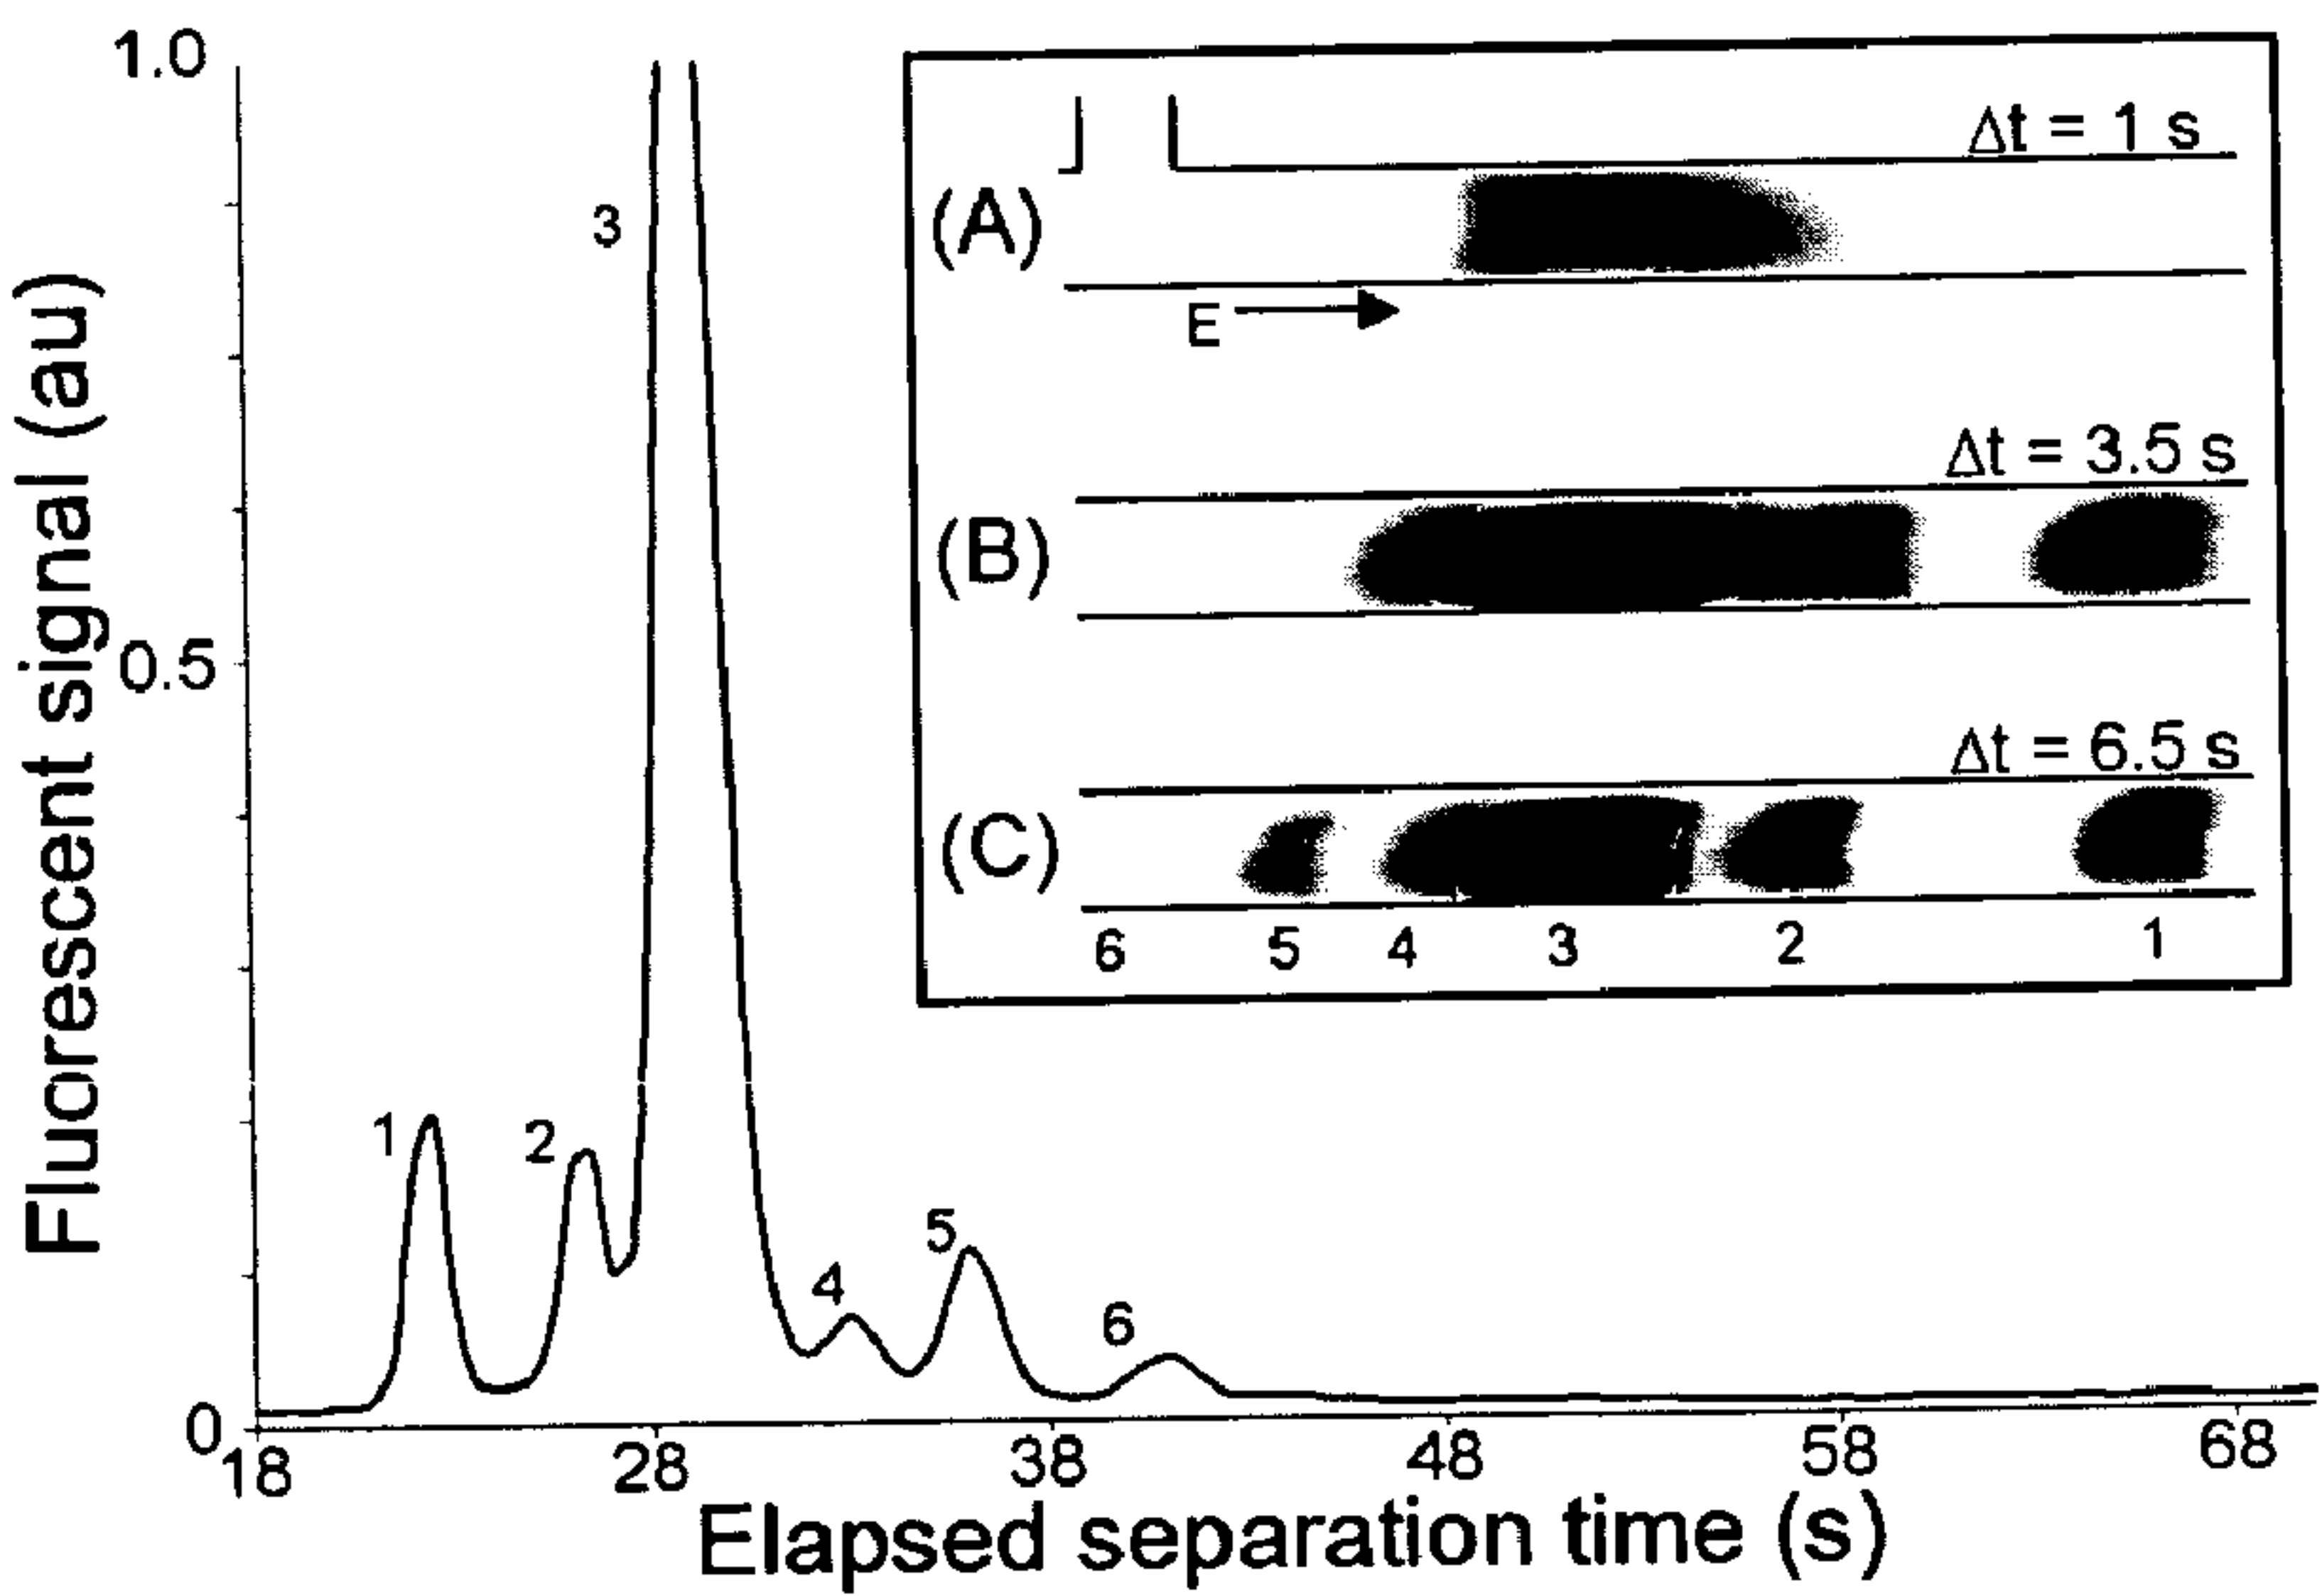 Fluorescent signal (au)
1.0
0.5
0
18 28 38 48 58 68
Elapsed separation time (s)
1
2
3
4
5
6
Δt = 1 s
(A)
E
Δt = 3.5 s
(B)
Δt = 6.5 s
(C)
6 5 4 3 2 1